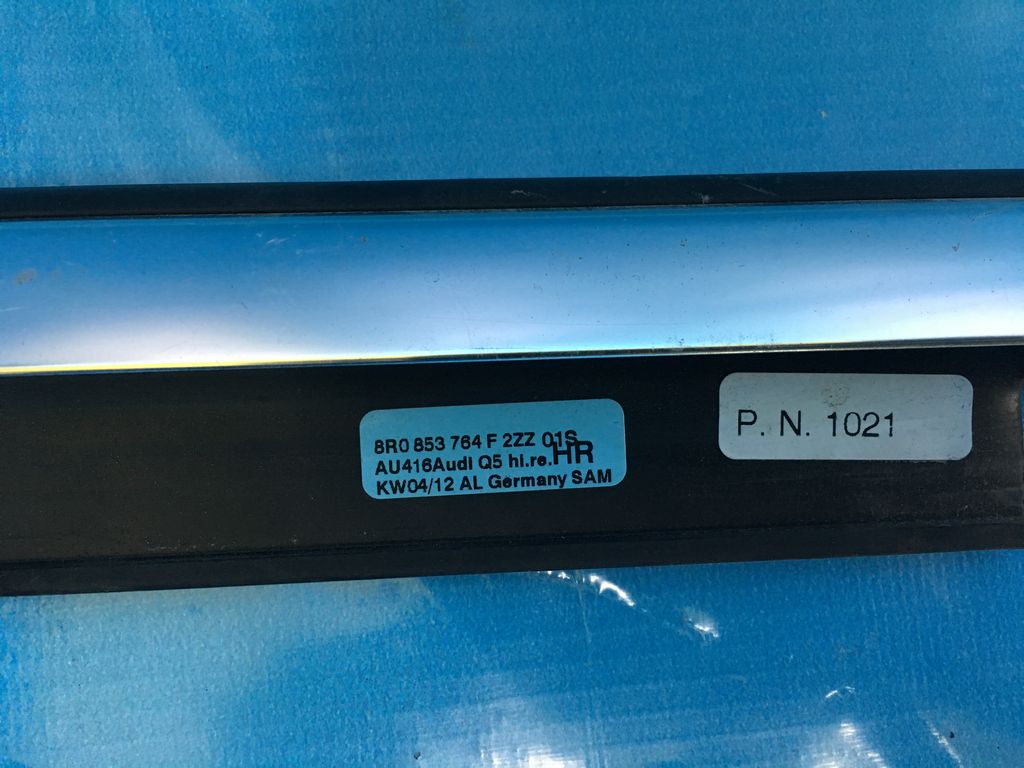 8R0 853 764 F 2ZZ 01S
AU416Audi Q5 hi.re.HR
KW04/12 AL Germany SAM
P. N. 1021